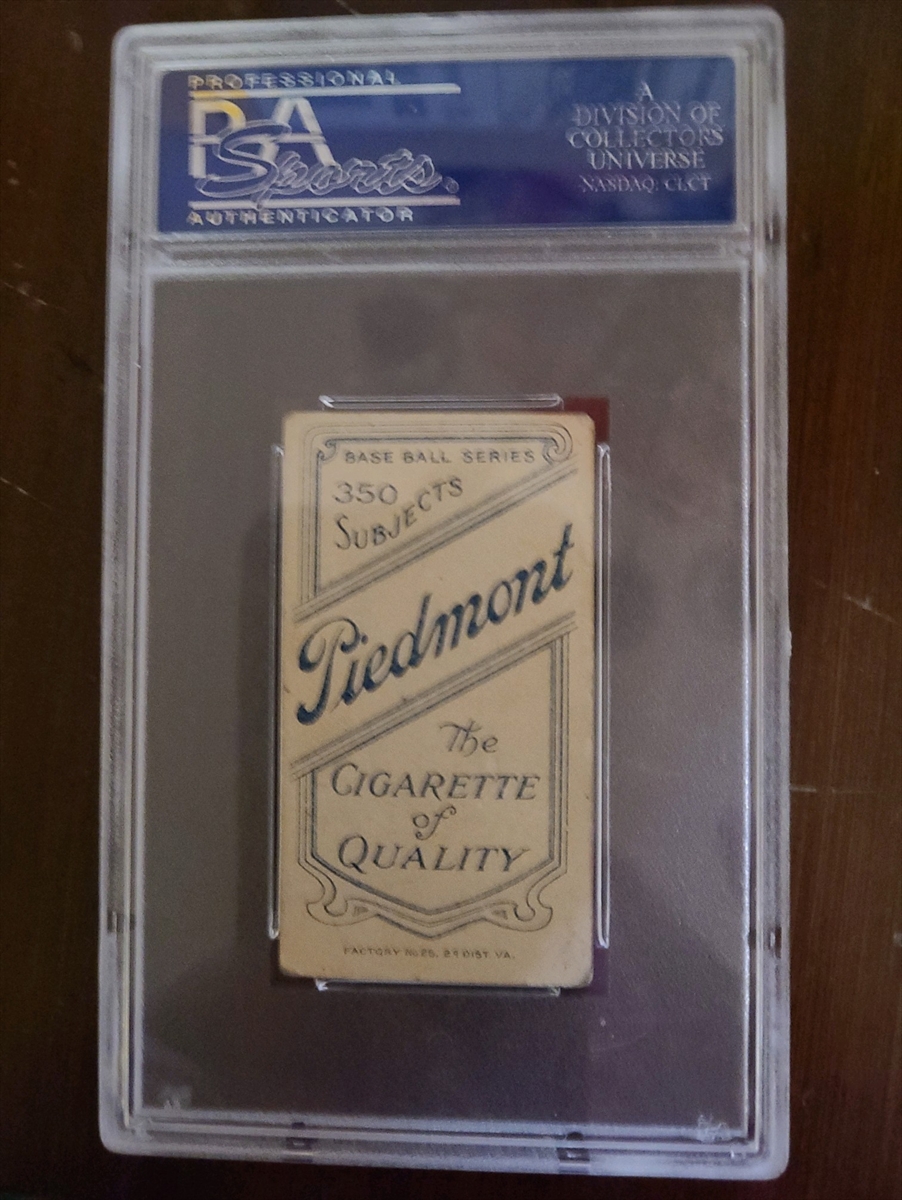 PROFESSIONAL
PSA
Sports
AUTHENTICATOR
A
DIVISION OF
COLLECTORS
UNIVERSE
NASDAQ: CLCT
BASE BALL SERIES
350
SUBJECTS
Piedmont
The
CIGARETTE
of
QUALITY
FACTORY No 25, 2D DIST. VA.